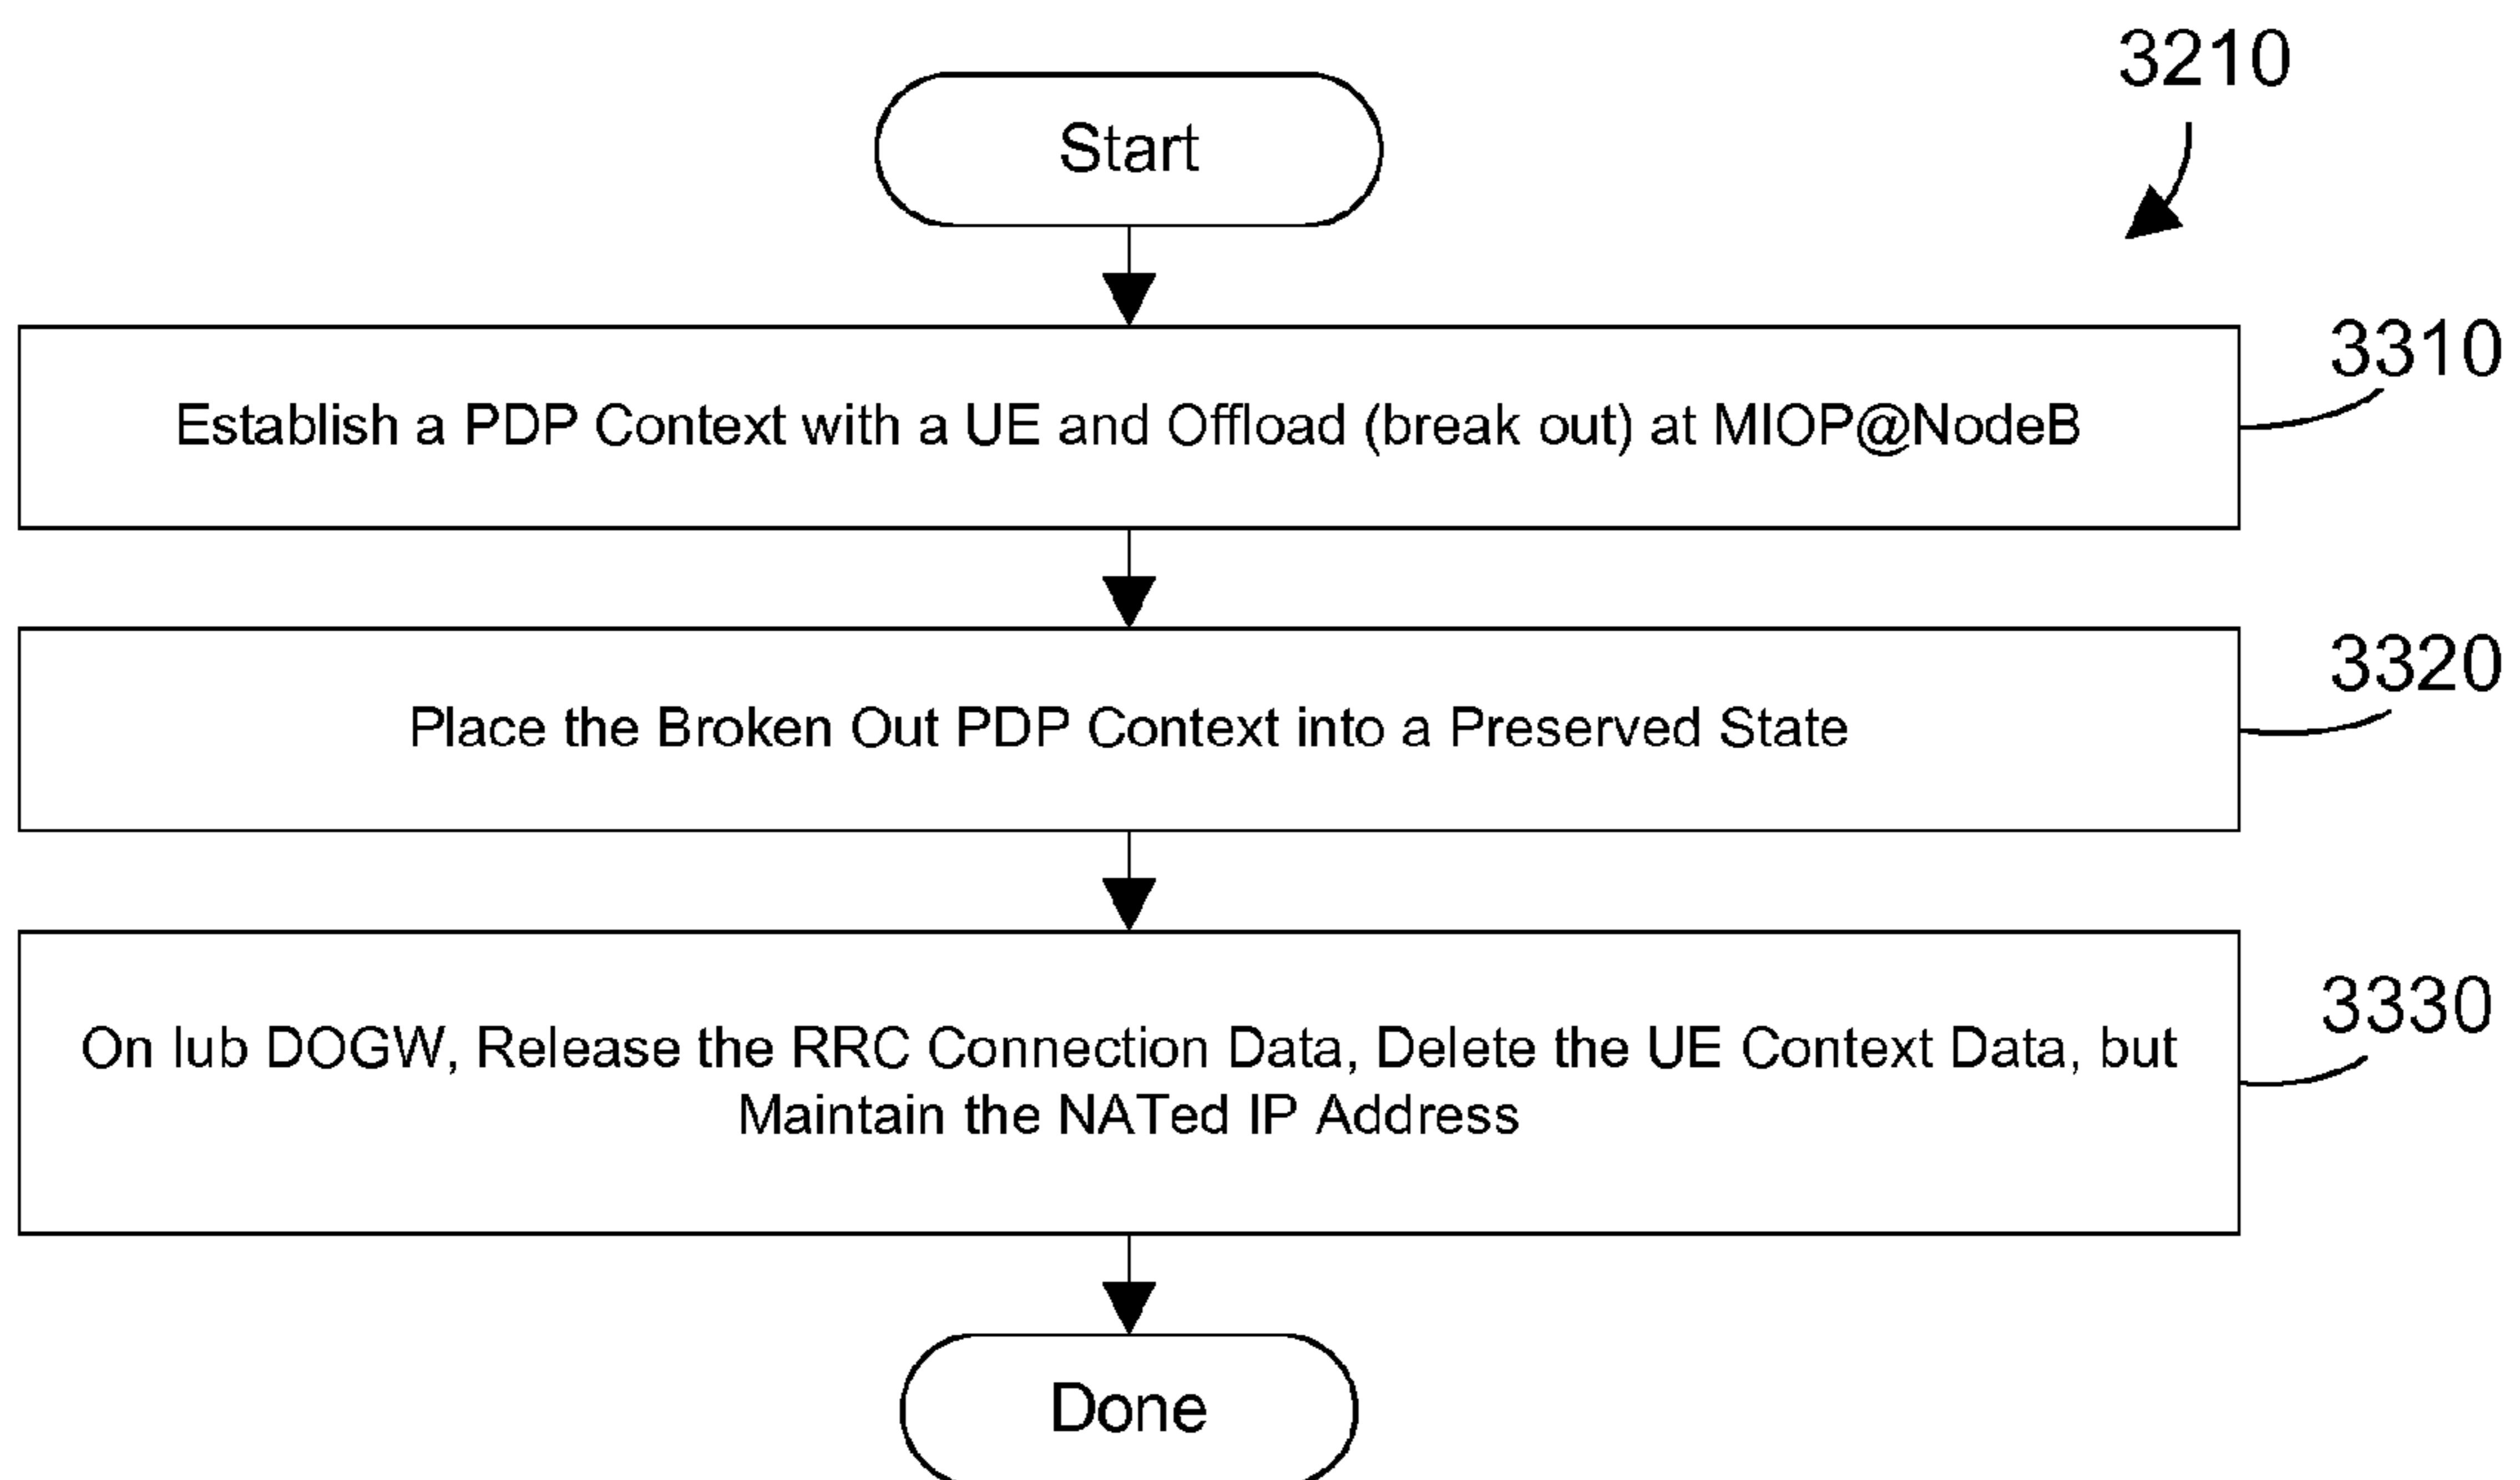 3210
Start
3310
Establish a PDP Context with a UE and Offload (break out) at MIOP@NodeB
3320
Place the Broken Out PDP Context into a Preserved State
3330
On Iub DOGW, Release the RRC Connection Data, Delete the UE Context Data, but
Maintain the NATed IP Address
Done